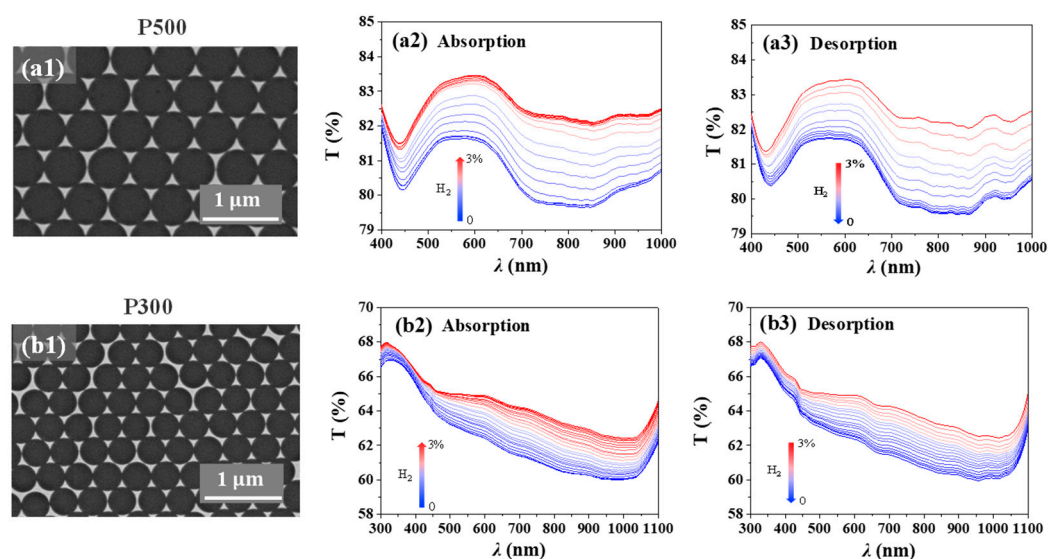 P500
(a1)
1 μm
(a2) Absorption
85
84
83
82
81
80
79
T (%)
3%
H₂
0
400 500 600 700 800 900 1000
λ (nm)
(a3) Desorption
85
84
83
82
81
80
79
T (%)
3%
H₂
0
400 500 600 700 800 900 1000
λ (nm)
P300
(b1)
1 μm
(b2) Absorption
70
68
66
64
62
60
58
T (%)
3%
H₂
0
300 400 500 600 700 800 900 1000 1100
λ (nm)
(b3) Desorption
70
68
66
64
62
60
58
T (%)
3%
H₂
0
300 400 500 600 700 800 900 1000 1100
λ (nm)